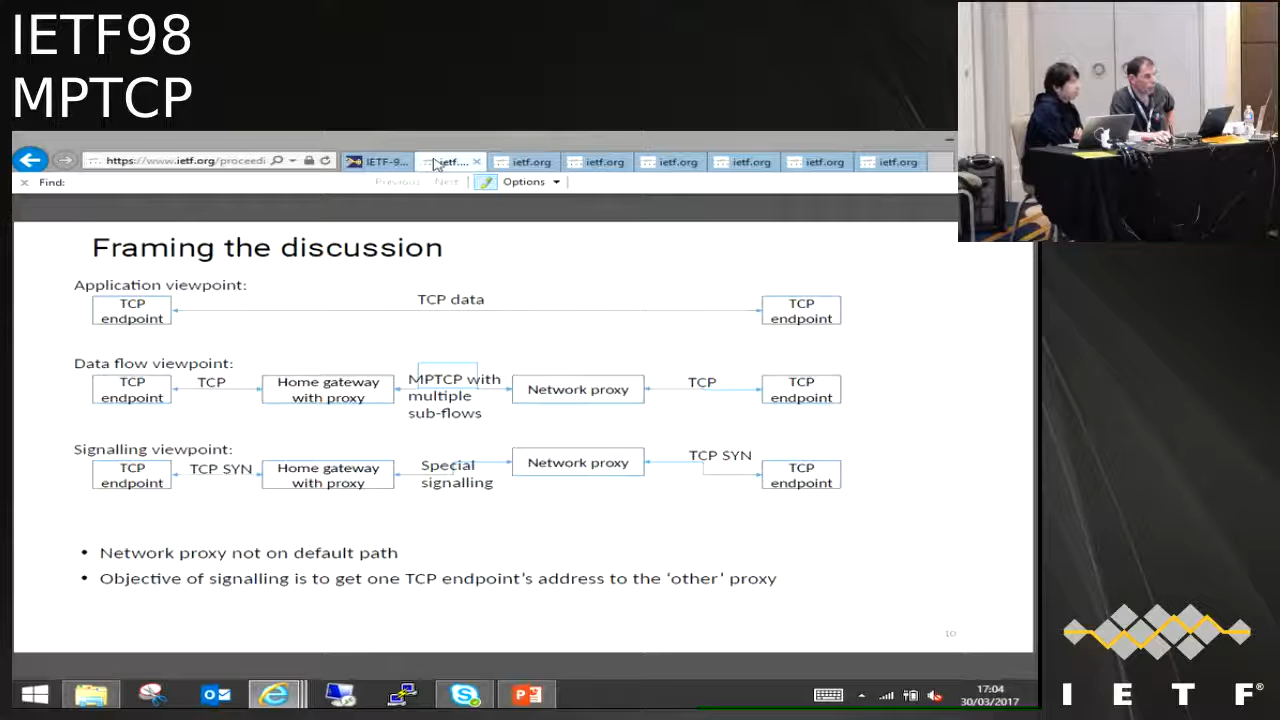 IETF98
MPTCP
https://www.ietf.org/proceedi
IETF-9...
ietf....
ietf.org
ietf.org
ietf.org
ietf.org
ietf.org
ietf.org
Find:
Previous Next
Options
Framing the discussion
Application viewpoint:
TCP endpoint
TCP data
TCP endpoint
Data flow viewpoint:
TCP endpoint
TCP
Home gateway with proxy
MPTCP with multiple sub-flows
Network proxy
TCP
TCP endpoint
Signalling viewpoint:
TCP endpoint
TCP SYN
Home gateway with proxy
Special signalling
Network proxy
TCP SYN
TCP endpoint
• Network proxy not on default path
• Objective of signalling is to get one TCP endpoint's address to the 'other' proxy
10
17:04
30/03/2017
I E T F®